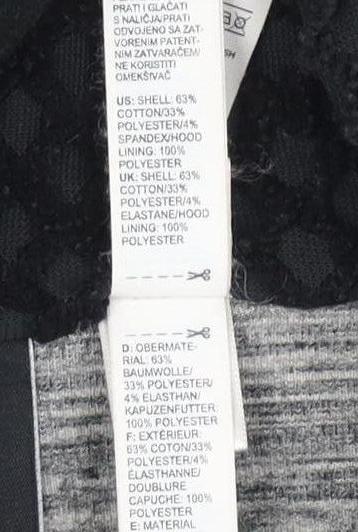 PRATI I GLAČATI
S NALIČJA/PRATI
ODVOJENO SA ZAT-
VORENIM PATENT-
NIM ZATVARAČEM/
NE KORISTITI
OMEKŠIVAČ
US: SHELL: 63%
COTTON/33%
POLYESTER/4%
SPANDEX/HOOD
LINING: 100%
POLYESTER
UK: SHELL: 63%
COTTON/33%
POLYESTER/4%
ELASTANE/HOOD
LINING: 100%
POLYESTER
D: OBERMATE-
RIAL: 63%
BAUMWOLLE/
33% POLYESTER/
4% ELASTHAN/
KAPUZENFUTTER:
100% POLYESTER
F: EXTÉRIEUR:
63% COTON/33%
POLYESTER/4%
ÉLASTHANNE/
DOUBLURE
CAPUCHE: 100%
POLYESTER
E: MATERIAL